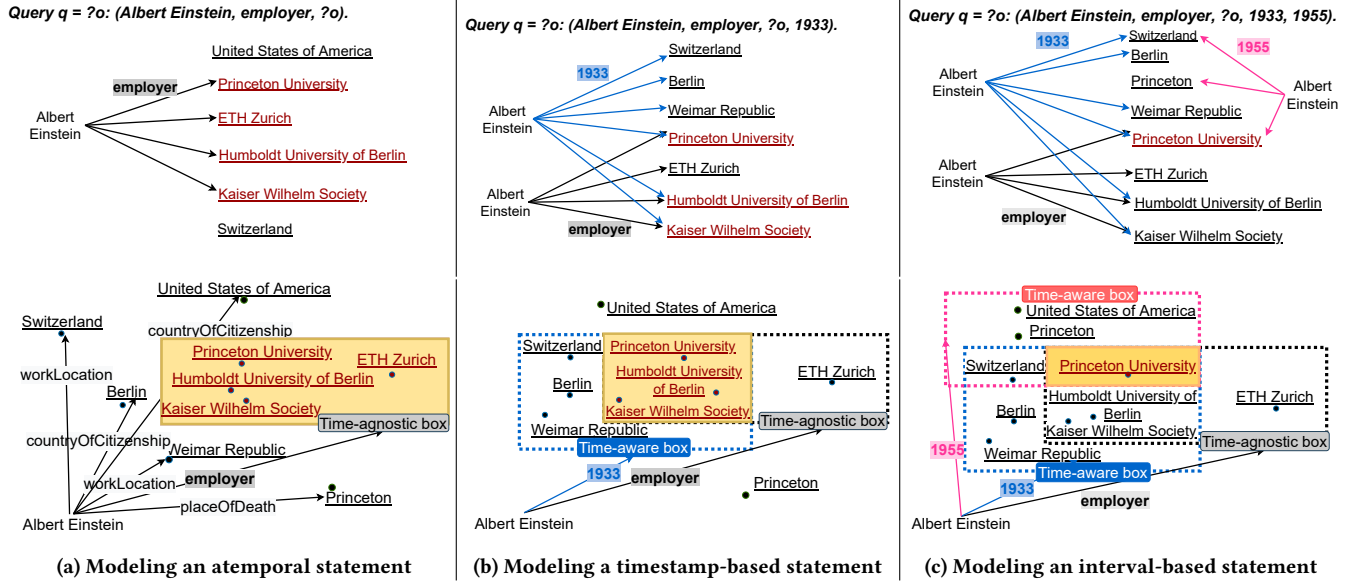 Query q = ?o: (Albert Einstein, employer, ?o).
United States of America
employer
Princeton University
Albert
Einstein
ETH Zurich
Humboldt University of Berlin
Kaiser Wilhelm Society
Switzerland
United States of America
Switzerland
countryOfCitizenship
Princeton University
ETH Zurich
workLocation
Humboldt University of Berlin
Berlin
Kaiser Wilhelm Society
Time-agnostic box
countryOfCitizenship
Weimar Republic
employer
workLocation
Princeton
placeOfDeath
Albert Einstein
(a) Modeling an atemporal statement
Query q = ?o: (Albert Einstein, employer, ?o, 1933).
Switzerland
1933
Berlin
Albert
Einstein
Weimar Republic
Princeton University
ETH Zurich
Albert
Einstein
Humboldt University of Berlin
employer
Kaiser Wilhelm Society
United States of America
Switzerland
Princeton University
Humboldt University
of Berlin
ETH Zurich
Berlin
Kaiser Wilhelm Society
Time-agnostic box
Weimar Republic
Time-aware box
1933
employer
Princeton
Albert Einstein
(b) Modeling a timestamp-based statement
Query q = ?o: (Albert Einstein, employer, ?o, 1933, 1955).
1933
Switzerland
1955
Berlin
Albert
Einstein
Princeton
Albert
Einstein
Weimar Republic
Princeton University
Albert
Einstein
ETH Zurich
employer
Humboldt University of Berlin
Kaiser Wilhelm Society
Time-aware box
United States of America
Princeton
Switzerland
Princeton University
Humboldt University of
Berlin
ETH Zurich
Berlin
Kaiser Wilhelm Society
Time-agnostic box
1955
Weimar Republic
Time-aware box
1933
employer
Albert Einstein
(c) Modeling an interval-based statement